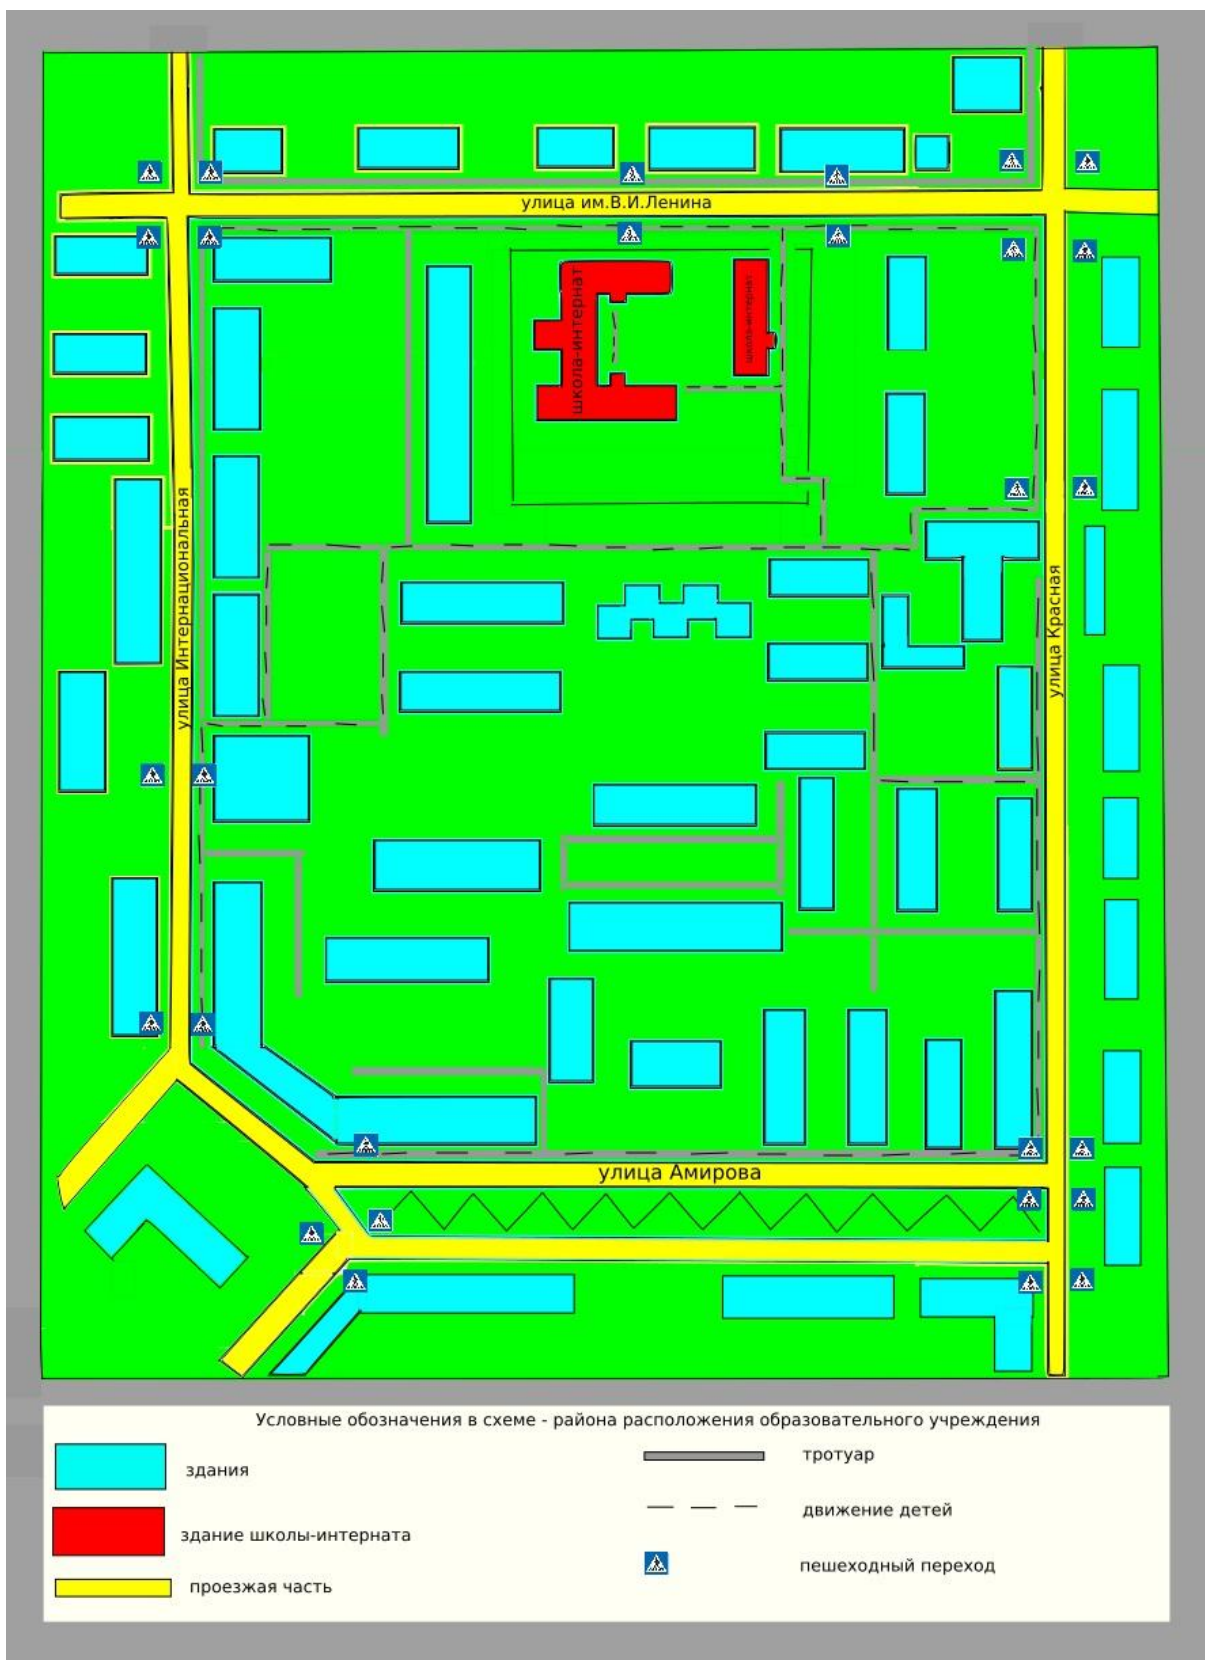 улица им.В.И.Ленина
школа-интернат
школа-интернат
улица Интернациональная
улица Красная
улица Амирова
Условные обозначения в схеме - района расположения образовательного учреждения
здания
тротуар
движение детей
здание школы-интерната
пешеходный переход
проезжая часть